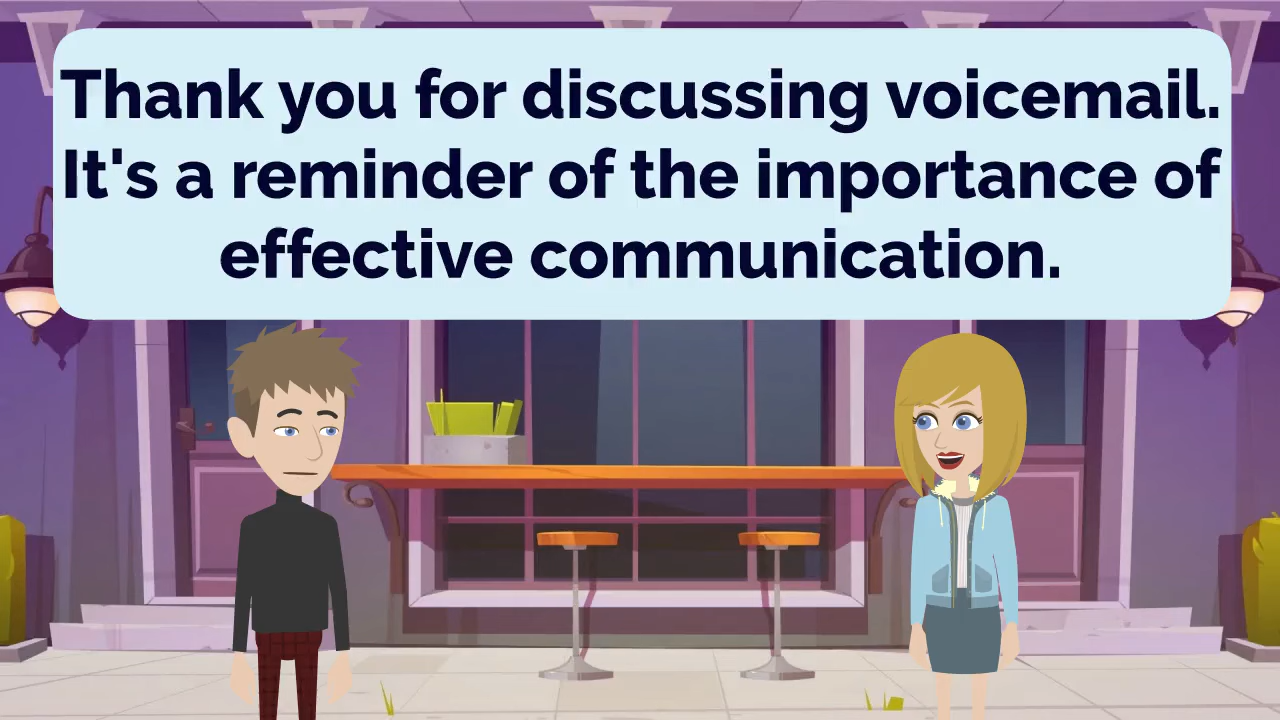 Thank you for discussing voicemail.
It's a reminder of the importance of
effective communication.